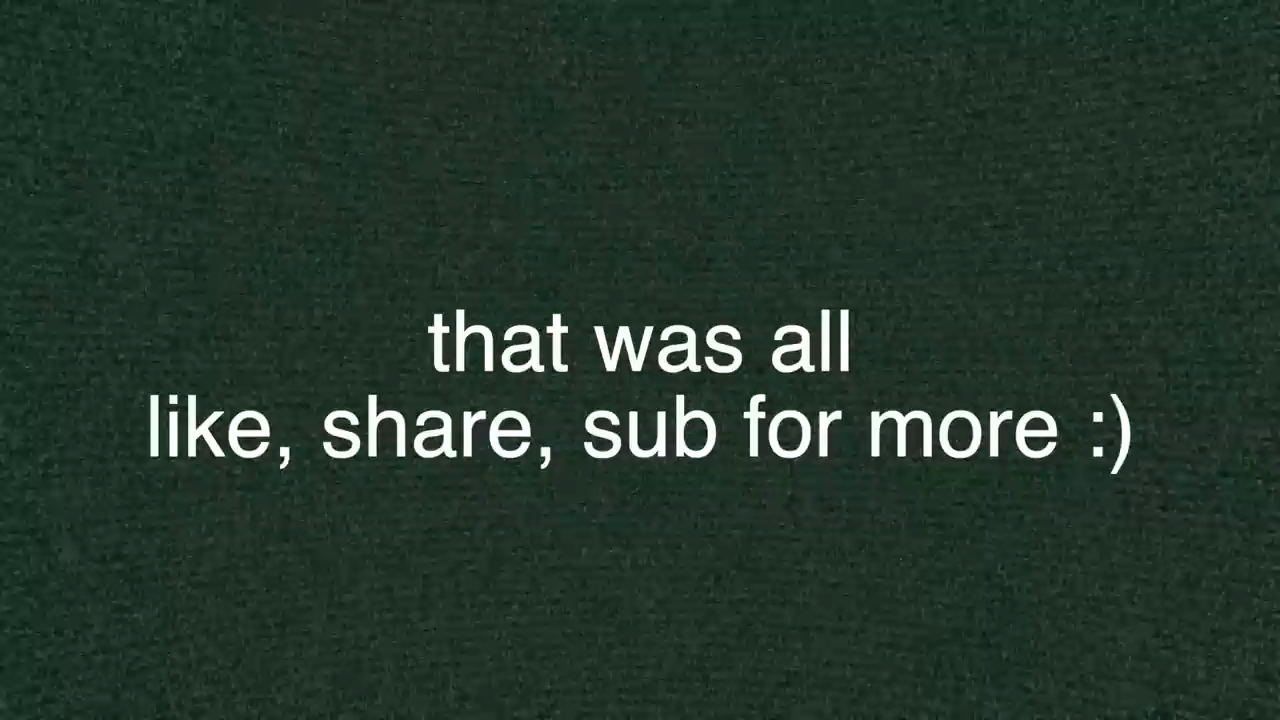 that was all
like, share, sub for more :)